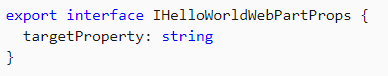 export interface IHelloWorldWebPartProps {
  targetProperty: string
}